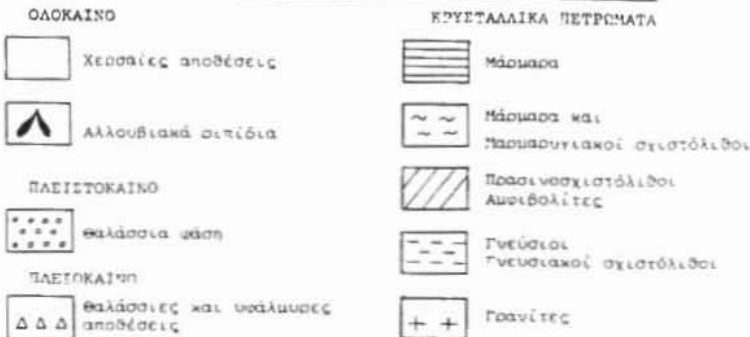 ΟΛΟΚΑΙΝΟ
Χερσαίες αποθέσεις
Αλλουβιακά ριπίδια
ΠΛΕΙΣΤΟΚΑΙΝΟ
Θαλάσσια φάση
ΠΛΕΙΟΚΑΙΝΟ
Θαλάσσιες και υφάλμυρες
αποθέσεις
ΚΡΥΣΤΑΛΛΙΚΑ ΠΕΤΡΩΜΑΤΑ
Μάρμαρα
Μάρμαρα και
Μαρμαρυγιακοί σχιστόλιθοι
Πρασινοσχιστόλιθοι
Αμφιβολίτες
Γνεύσιοι
Γνευσιακοί σχιστόλιθοι
Γρανίτες